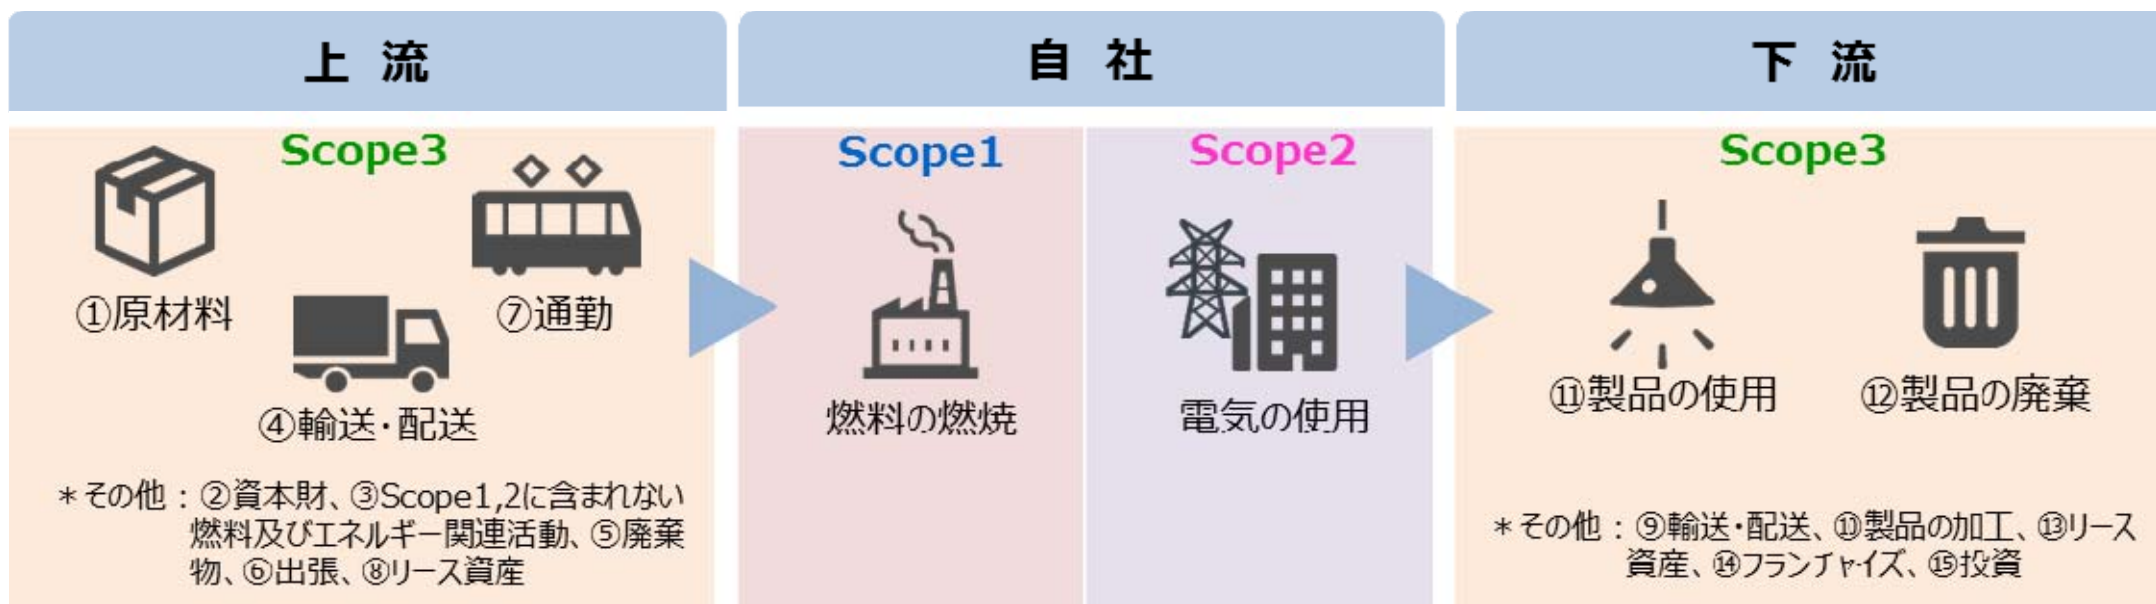 上 流
Scope3
①原材料
⑦通勤
④輸送・配送
＊その他：②資本財、③Scope1,2に含まれない
燃料及びエネルギー関連活動、⑤廃棄
物、⑥出張、⑧リース資産
自 社
Scope1
燃料の燃焼
Scope2
電気の使用
下 流
Scope3
⑪製品の使用
⑫製品の廃棄
＊その他：⑨輸送・配送、⑩製品の加工、⑬リース
資産、⑭フランチャイズ、⑮投資